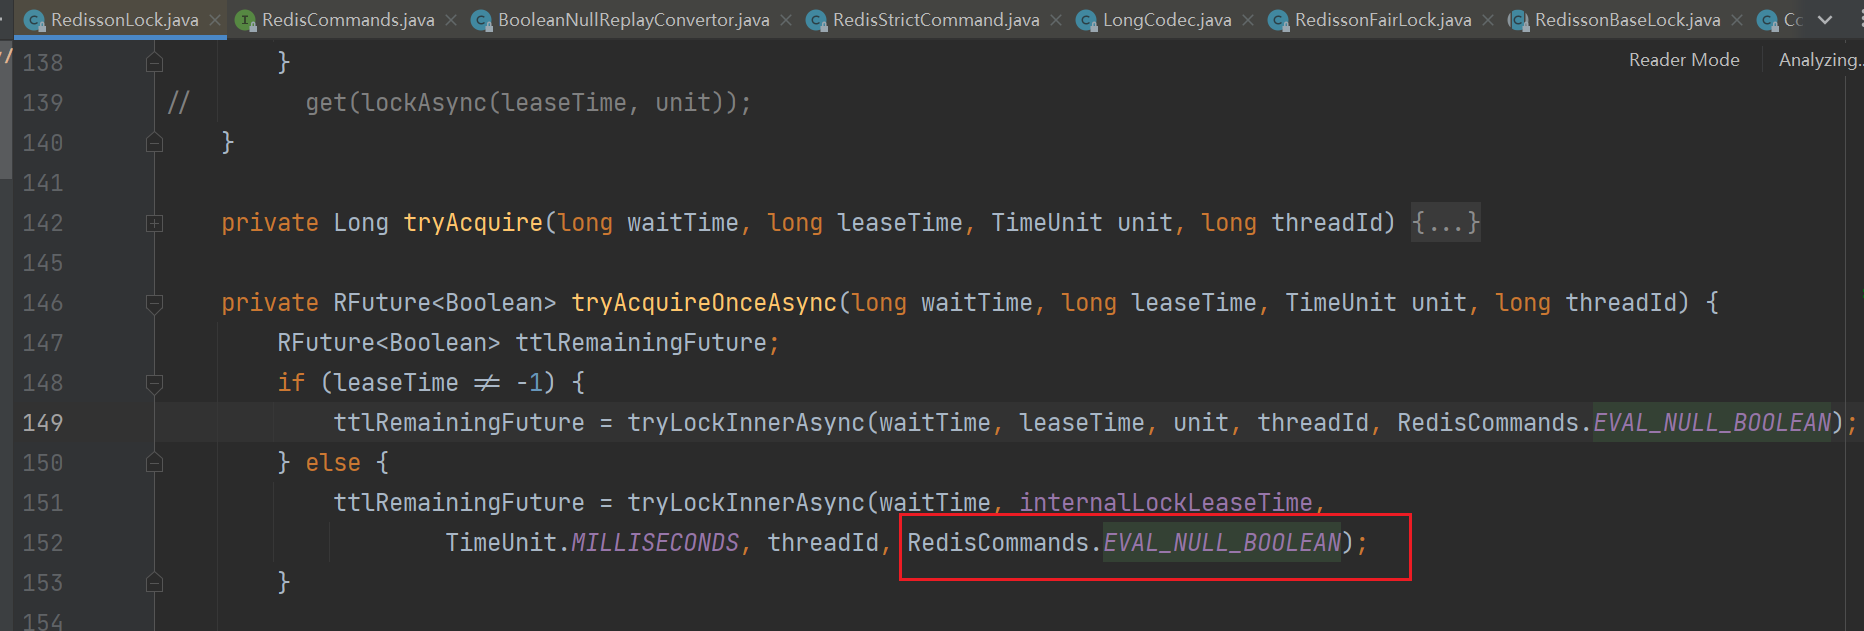 RedissonLock.java RedisCommands.java BooleanNullReplayConvertor.java RedisStrictCommand.java LongCodec.java RedissonFairLock.java RedissonBaseLock.java
Reader Mode Analyzing..
138 }
139 // get(lockAsync(leaseTime, unit));
140 }
141
142 private Long tryAcquire(long waitTime, long leaseTime, TimeUnit unit, long threadId) {...}
145
146 private RFuture<Boolean> tryAcquireOnceAsync(long waitTime, long leaseTime, TimeUnit unit, long threadId) {
147 RFuture<Boolean> ttlRemainingFuture;
148 if (leaseTime != -1) {
149 ttlRemainingFuture = tryLockInnerAsync(waitTime, leaseTime, unit, threadId, RedisCommands.EVAL_NULL_BOOLEAN);
150 } else {
151 ttlRemainingFuture = tryLockInnerAsync(waitTime, internalLockLeaseTime,
152 TimeUnit.MILLISECONDS, threadId, RedisCommands.EVAL_NULL_BOOLEAN);
153 }
154